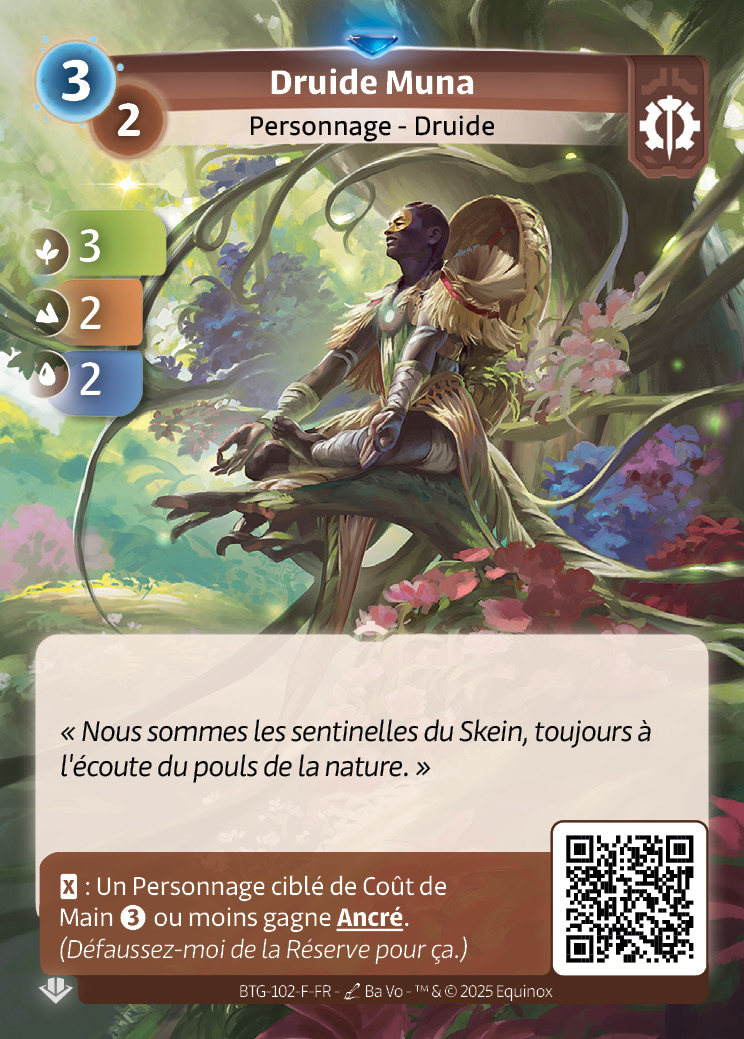 3
Druide Muna
2
Personnage - Druide
3
2
2
« Nous sommes les sentinelles du Skein, toujours à
l'écoute du pouls de la nature. »
X : Un Personnage ciblé de Coût de
Main 3 ou moins gagne Ancré.
(Défaussez-moi de la Réserve pour ça.)
BTG-102-F-FR - Ba Vo - ™ & © 2025 Equinox